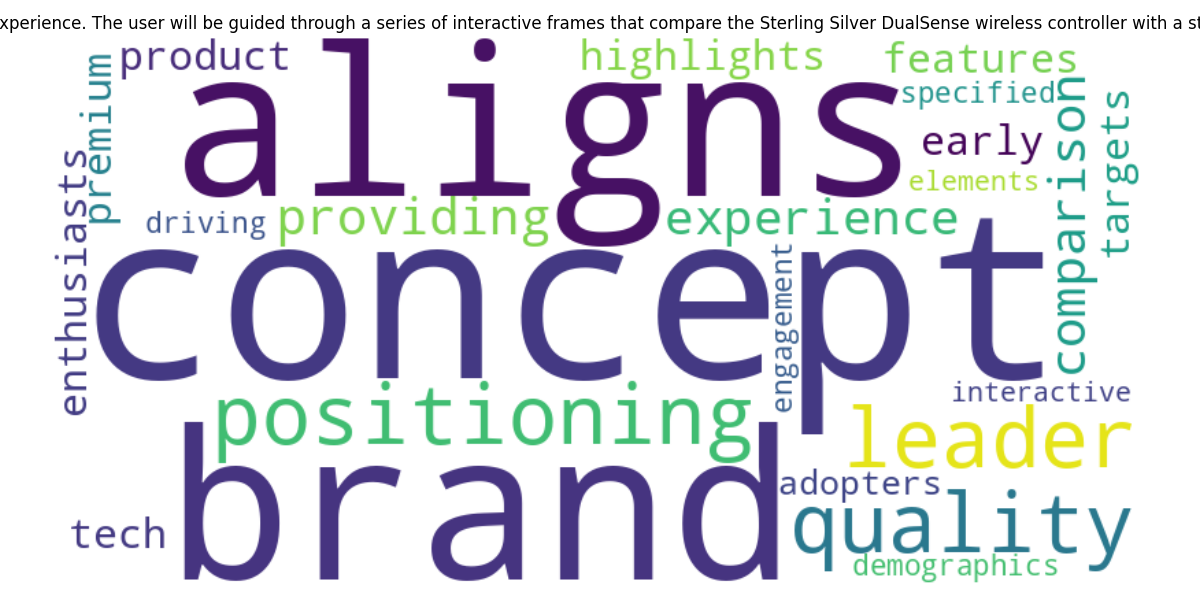 xperience. The user will be guided through a series of interactive frames that compare the Sterling Silver DualSense wireless controller with a st
product
aligns
highlights
features
premium
specified
comparison
targets
early
enthusiasts
elements
driving
providing
experience
concept
engagement
positioning
interactive
leader
brand
adopters
quality
tech
demographics